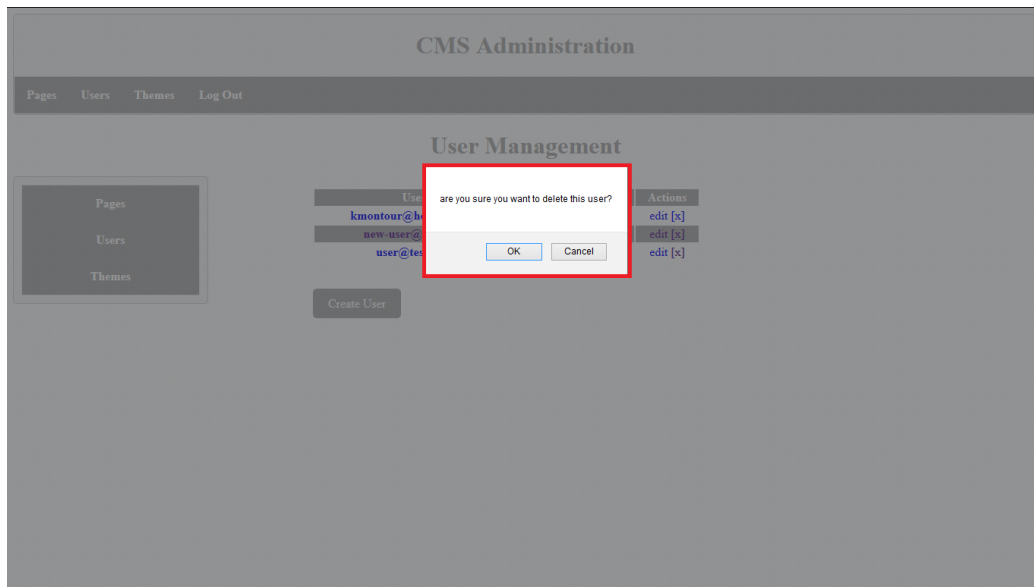 CMS Administration
Pages Users Themes Log Out
User Management
Pages
Users
Themes
Actions
edit [x]
edit [x]
edit [x]
are you sure you want to delete this user?
OK Cancel
Create User